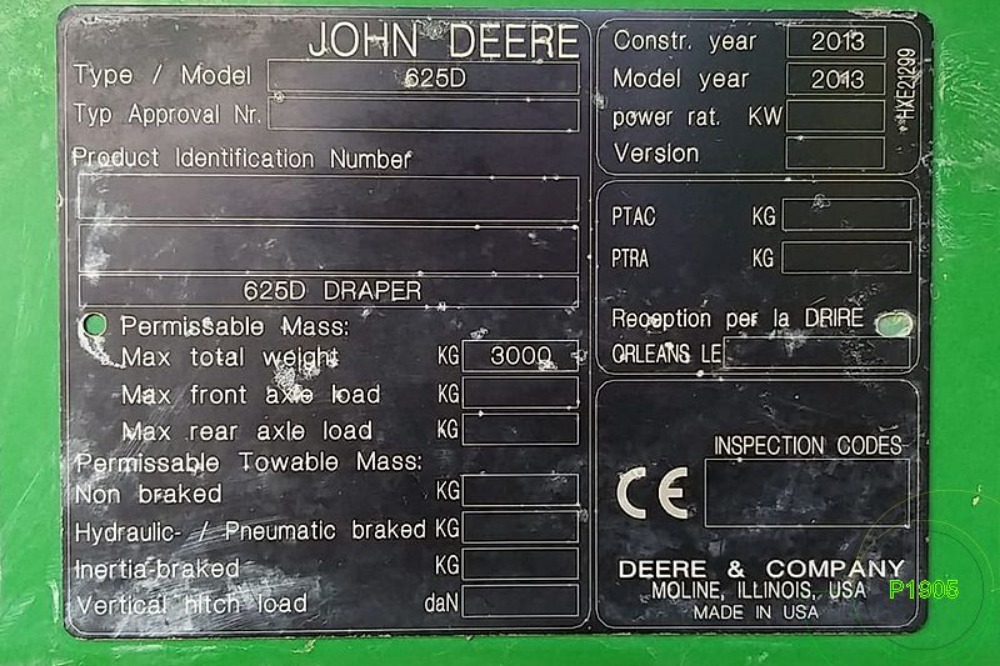 JOHN DEERE
Type / Model 625D
Typ Approval Nr.
Product Identification Number
625D DRAPER
Permissable Mass:
Max total weight KG 3000
Max front axle load KG
Max rear axle load KG
Permissable Towable Mass:
Non braked KG
Hydraulic- / Pneumatic braked KG
Inertia-braked KG
Vertical hitch load daN
Constr. year 2013
Model year 2013
power rat. KW
Version
HXE21299
PTAC KG
PTRA KG
Reception per la DRIRE
ORLEANS LE
INSPECTION CODES
CE
DEERE & COMPANY
MOLINE, ILLINOIS, USA
MADE IN USA
P1905